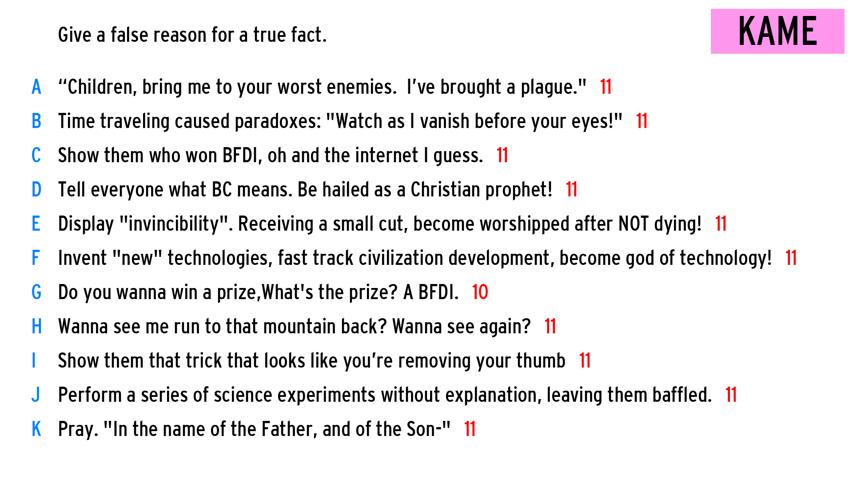 Give a false reason for a true fact.
KAME
A “Children, bring me to your worst enemies. I’ve brought a plague." 11
B Time traveling caused paradoxes: "Watch as I vanish before your eyes!" 11
C Show them who won BFDI, oh and the internet I guess. 11
D Tell everyone what BC means. Be hailed as a Christian prophet! 11
E Display "invincibility". Receiving a small cut, become worshipped after NOT dying! 11
F Invent "new" technologies, fast track civilization development, become god of technology! 11
G Do you wanna win a prize,What's the prize? A BFDI. 10
H Wanna see me run to that mountain back? Wanna see again? 11
I Show them that trick that looks like you’re removing your thumb 11
J Perform a series of science experiments without explanation, leaving them baffled. 11
K Pray. "In the name of the Father, and of the Son-" 11